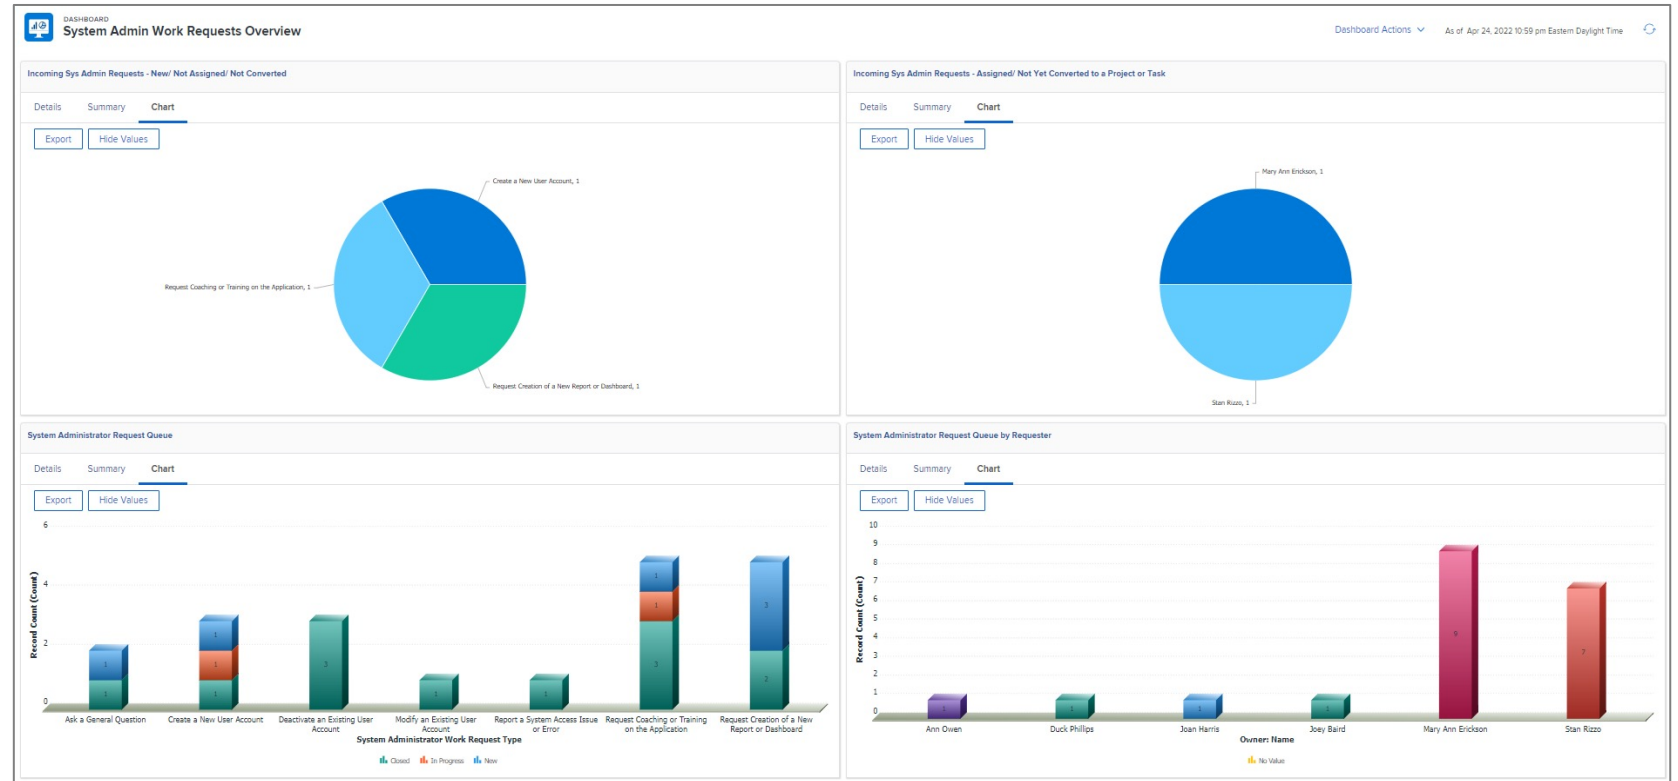 DASHBOARD
System Admin Work Requests Overview
Dashboard Actions
As of Apr 24, 2022 10:59 pm Eastern Daylight Time
Incoming Sys Admin Requests - New/ Not Assigned/ Not Converted
Details Summary Chart
Export Hide Values
Create a New User Account, 1
Request Coaching or Training on the Application, 1
Request Creation of a New Report or Dashboard, 1
Incoming Sys Admin Requests - Assigned/ Not Yet Converted to a Project or Task
Details Summary Chart
Export Hide Values
Mary Ann Erickson, 1
Stan Rizzo, 1
System Administrator Request Queue
Details Summary Chart
Export Hide Values
6
4
2
0
Record Count (Count)
1 1
1 1 1
3
1
1
1 1 3
3 2
Ask a General Question
Create a New User Account
Deactivate an Existing User
Account
Modify an Existing User
Account
Report a System Access Issue
or Error
Request Coaching or Training
on the Application
Request Creation of a New
Report or Dashboard
System Administrator Work Request Type
Closed In Progress New
System Administrator Request Queue by Requester
Details Summary Chart
Export Hide Values
10
9
8
7
6
5
4
3
2
1
0
Record Count (Count)
1 1 1 1 9 7
Ann Owen Duck Phillips Joan Harris Joey Baird Mary Ann Erickson Stan Rizzo
Owner: Name
No Value